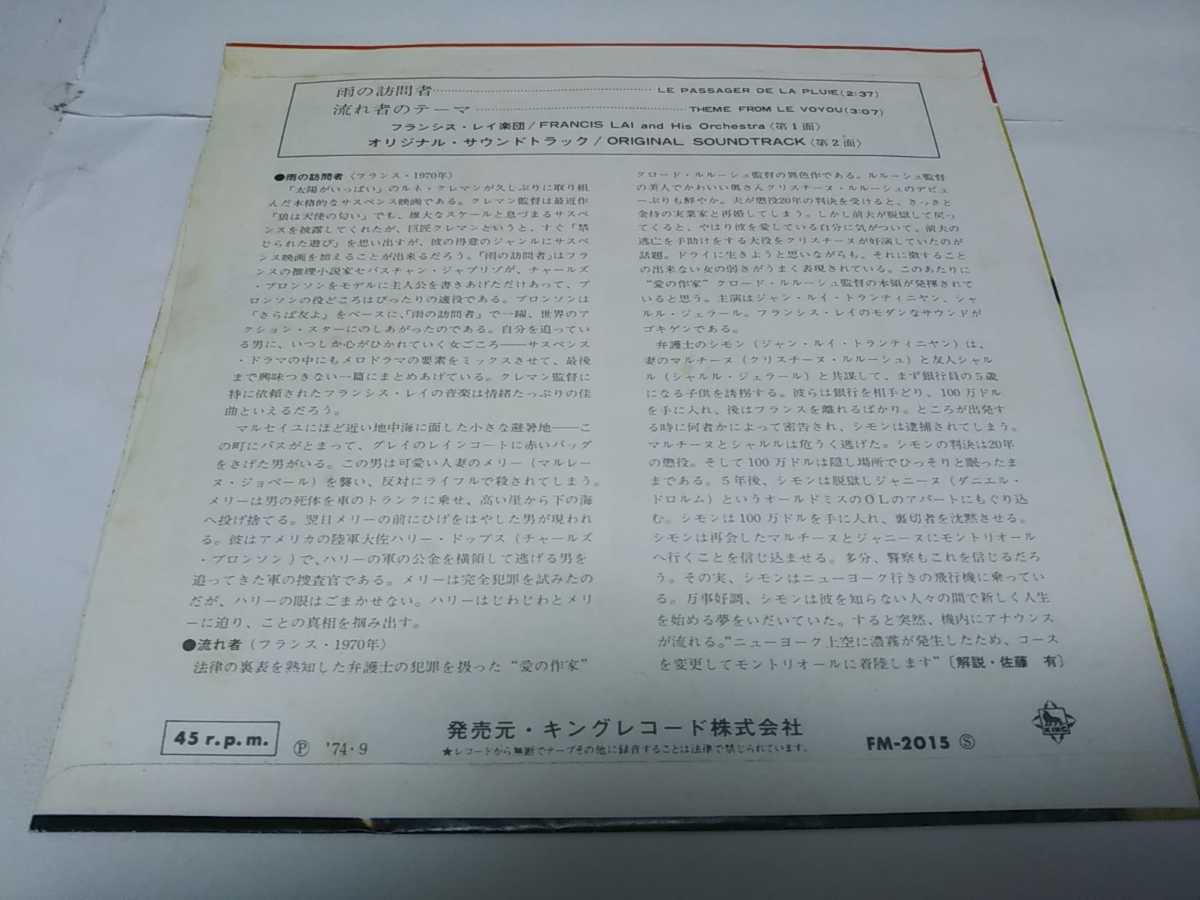 雨の訪問者……………………………LE PASSAGER DE LA PLUIE(2:37)
流れ者のテーマ……………………………THEME FROM LE VOYOU(3:07)
フランシス・レイ楽団/FRANCIS LAI and His Orchestra〈第1面〉
オリジナル・サウンドトラック/ORIGINAL SOUNDTRACK〈第2面〉
●雨の訪問者(フランス・1970年)
「太陽がいっぱい」のルネ・クレマンが久しぶりに取り組
んだ本格的なサスペンス映画である。クレマン監督は最近作
「狼は天使の匂い」でも、雄大なスケールと息づまるサスペ
ンスを披露してくれたが、巨匠クレマンというと、すぐ「禁
じられた遊び」を思い出すが、彼の得意のジャンルにサスペ
ンス映画を加えることが出来るだろう。「雨の訪問者」はフラ
ンスの推理小説家セバスチャン・ジャプリゾが、チャールズ
・ブロンソンをモデルに主人公を書きあげただけあって、ブ
ロンソンの役どころはぴったりの適役である。ブロンソンは
「さらば友よ」をベースに、「雨の訪問者」で一躍、世界のア
クション・スターにのしあがったのである。自分を追ってい
る男に、いつしか心がひかれていく女ごころ――サスペンス
・ドラマの中にもメロドラマの要素をミックスさせて、最後
まで興味つきない一篇にまとめあげている。クレマン監督に
特に依頼されたフランシス・レイの音楽は情緒たっぷりの佳
曲といえるだろう。
マルセイユにほど近い地中海に面した小さな避暑地――こ
の町にバスがとまって、グレイのレインコートに赤いバッグ
をさげた男がいる。この男は可愛い人妻のメリー(マルレー
ヌ・ジョベール)を襲い、反対にライフルで殺されてしまう。
メリーは男の死体を車のトランクに乗せ、高い崖から下の海
へ投げ捨てる。翌日メリーの前にひげをはやした男が現われ
る。彼はアメリカの陸軍大佐ハリー・ドップス(チャールズ
・ブロンソン)で、ハリーの軍の公金を横領して逃げる男を
追ってきた軍の捜査官である。メリーは完全犯罪を試みたの
だが、ハリーの眼はごまかせない。ハリーはじわじわとメリ
ーに迫り、ことの真相を掴み出す。
●流れ者(フランス・1970年)
法律の裏表を熟知した弁護士の犯罪を扱った“愛の作家”
クロード・ルルーシュ監督の異色作である。ルルーシュ監督
の美人でかわいい奥さんクリスチーヌ・ルルーシュのデビュ
ーぶりも鮮やか。夫が懲役20年の判決を受けると、さっさと
金持の実業家と再婚してしまう。しかし前夫が脱獄して戻っ
てくると、やはり彼を愛している自分に気がついて、前夫の
逃亡を手助けをする大役をクリスチーヌが好演していたのが
話題。ドライに生きようと思いながらも、それに徹すること
の出来ない女の弱さがうまく表現されている。このあたりに
“愛の作家”クロード・ルルーシュ監督の本領が発揮されて
いると思う。主演はジャン・ルイ・トランティニヤン、シャ
ルル・ジェラール。フランシス・レイのモダンなサウンドが
ゴキゲンである。
弁護士のシモン(ジャン・ルイ・トランティニヤン)は、
妻のマルチーヌ(クリスチーヌ・ルルーシュ)と友人シャル
ル(シャルル・ジェラール)と共謀して、まず銀行員の5歳
になる子供を誘拐する。彼らは銀行を相手どり、100万ドル
を手に入れ、後はフランスを離れるばかり。ところが出発す
る時に何者かによって密告され、シモンは逮捕されてしまう。
マルチーヌとシャルルは危うく逃げた。シモンの判決は20年
の懲役。そして100万ドルは隠し場所でひっそりと眠ったま
まである。5年後、シモンは脱獄しジャニーヌ(ダニエル・
ドロルム)というオールドミスのOLのアパートにもぐり込
む。シモンは100万ドルを手に入れ、裏切者を沈黙させる。
シモンは再会したマルチーヌとジャニーヌにモントリオール
へ行くことを信じ込ませる。多分、警察もこれを信じるだろ
う。その実、シモンはニューヨーク行きの飛行機に乗ってい
る。万事好調、シモンは彼を知らない人々の間で新しく人生
を始める夢をいだいていた。すると突然、機内にアナウンス
が流れる。“ニューヨーク上空に濃霧が発生したため、コース
を変更してモントリオールに着陸します”〔解説・佐藤 有〕
45 r.p.m.
Ⓟ '74・9
発売元・キングレコード株式会社
★レコードから無断でテープその他に録音することは法律で禁じられています。
FM-2015 Ⓢ
KING